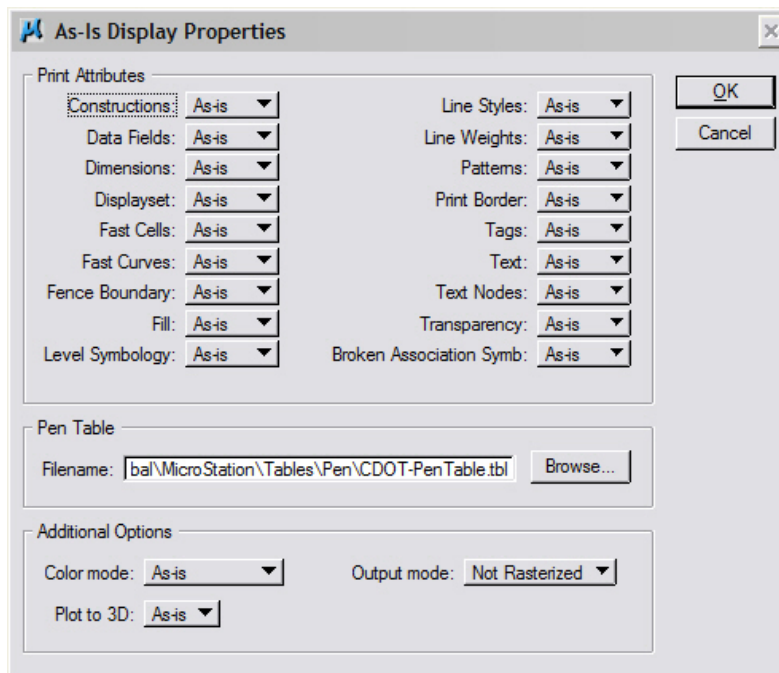 As-Is Display Properties
Print Attributes
Constructions: As-is Line Styles: As-is
Data Fields: As-is Line Weights: As-is
Dimensions: As-is Patterns: As-is
Displayset: As-is Print Border: As-is
Fast Cells: As-is Tags: As-is
Fast Curves: As-is Text: As-is
Fence Boundary: As-is Text Nodes: As-is
Fill: As-is Transparency: As-is
Level Symbology: As-is Broken Association Symb: As-is
OK
Cancel
Pen Table
Filename: bal\MicroStation\Tables\Pen\CDOT-PenTable.tbl Browse...
Additional Options
Color mode: As-is Output mode: Not Rasterized
Plot to 3D: As-is